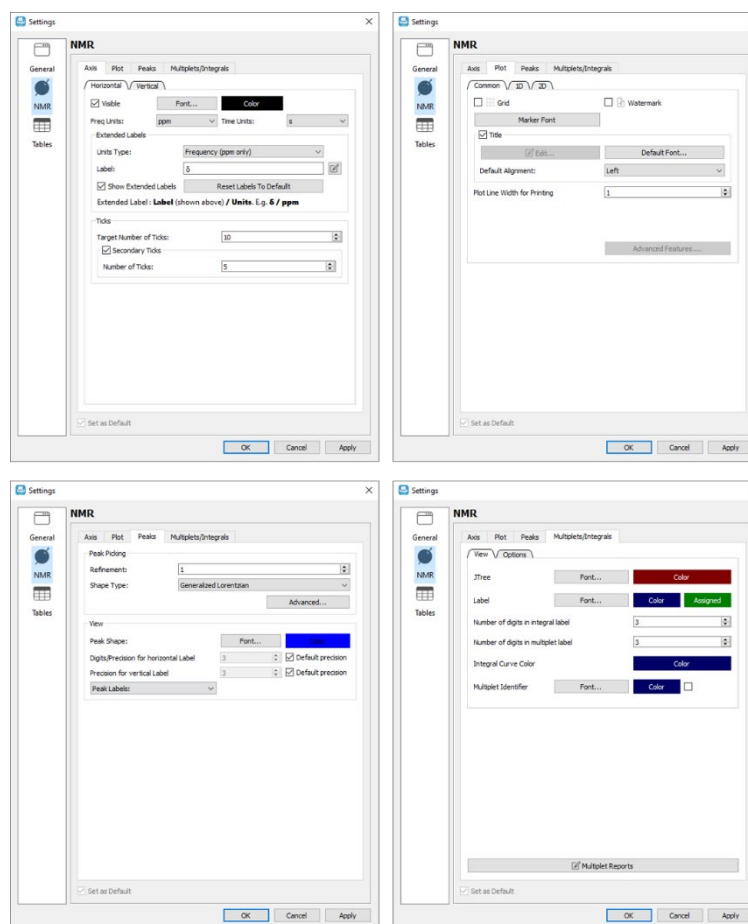 Settings
NMR
General
NMR
Tables
Axis Plot Peaks Multiplets/Integrals
Horizontal Vertical
Visible Font... Color
Freq Units: ppm Time Units: s
Extended Labels
Units Type: Frequency (ppm only)
Label: δ
Show Extended Labels Reset Labels To Default
Extended Label : Label (shown above) / Units. E.g. δ / ppm
Ticks
Target Number of Ticks: 10
Secondary Ticks
Number of Ticks: 5
Set as Default
OK Cancel Apply
Settings
NMR
General
NMR
Tables
Axis Plot Peaks Multiplets/Integrals
Common 1D 2D
Grid Watermark
Marker Font
Title
Edit... Default Font...
Default Alignment: Left
Plot Line Width for Printing 1
Advanced Features...
Set as Default
OK Cancel Apply
Settings
NMR
General
NMR
Tables
Axis Plot Peaks Multiplets/Integrals
Peak Picking
Refinement: 1
Shape Type: Generalized Lorentzian
Advanced...
View
Peak Shape: Font...
Digits/Precision for horizontal Label 3 Default precision
Precision for vertical Label 3 Default precision
Peak Labels:
Set as Default
OK Cancel Apply
Settings
NMR
General
NMR
Tables
Axis Plot Peaks Multiplets/Integrals
View Options
JTree Font... Color
Label Font... Color Assigned
Number of digits in integral label 3
Number of digits in multiplet label 3
Integral Curve Color Color
Multiplet Identifier Font... Color
Multiplet Reports
Set as Default
OK Cancel Apply